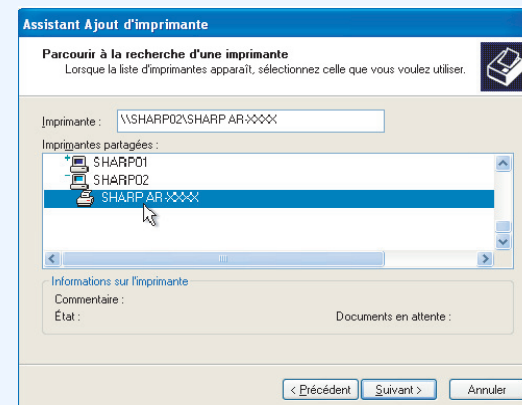 Assistant Ajout d'imprimante
Parcourir à la recherche d'une imprimante
Lorsque la liste d'imprimantes apparaît, sélectionnez celle que vous voulez utiliser.
Imprimante : \\SHARP02\SHARP AR-XXXX
Imprimantes partagées :
SHARP01
SHARP02
SHARP AR-XXXX
Informations sur l'imprimante
Commentaire :
État : Documents en attente :
< Précédent Suivant > Annuler